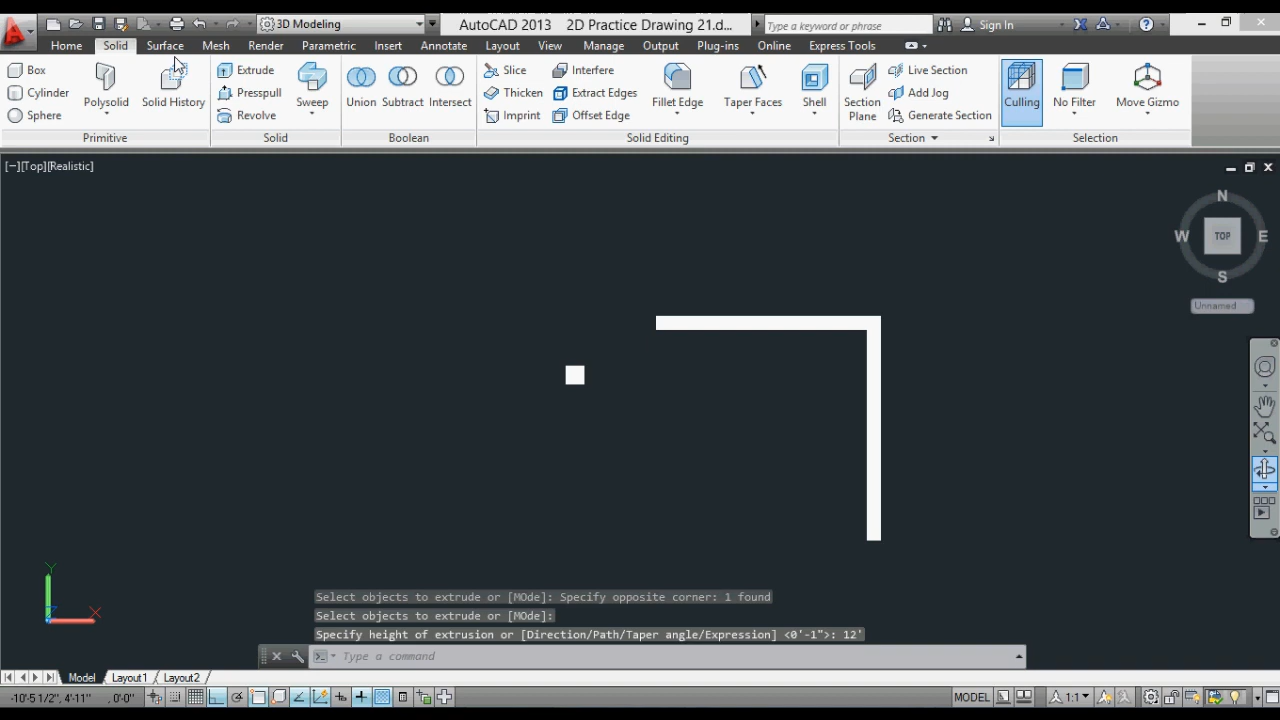 3D Modeling
AutoCAD 2013 2D Practice Drawing 21.d...
Type a keyword or phrase
Sign In
Home Solid Surface Mesh Render Parametric Insert Annotate Layout View Manage Output Plug-ins Online Express Tools
Box
Cylinder
Sphere
Polysolid
Solid History
Primitive
Extrude
Presspull
Revolve
Sweep
Solid
Union Subtract Intersect
Boolean
Slice
Thicken
Imprint
Interfere
Extract Edges
Offset Edge
Fillet Edge
Taper Faces
Shell
Solid Editing
Section
Plane
Live Section
Add Jog
Generate Section
Section
Culling
No Filter
Move Gizmo
Selection
[−][Top][Realistic]
N
W TOP E
S
Unnamed
Y
X
Select objects to extrude or [MOde]: Specify opposite corner: 1 found
Select objects to extrude or [MOde]:
Specify height of extrusion or [Direction/Path/Taper angle/Expression] <0'-1">: 12'
Type a command
Model Layout1 Layout2
-10'-5 1/2", 4'-11" , 0'-0"
MODEL
1:1